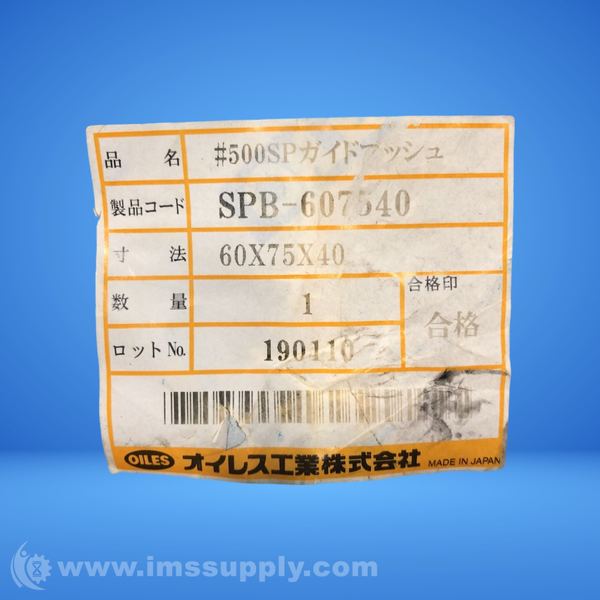 品 名 #500SPガイドブッシュ
製品コード SPB-607540
寸 法 60X75X40
数 量 1 合格印
合格
ロットNo. 190110
OILES オイレス工業株式会社 MADE IN JAPAN
www.imssupply.com